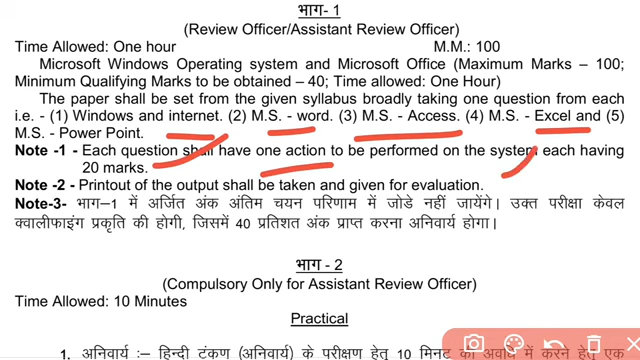 भाग- 1
(Review Officer/Assistant Review Officer)
Time Allowed: One hour M.M.: 100
Microsoft Windows Operating system and Microsoft Office (Maximum Marks – 100;
Minimum Qualifying Marks to be obtained – 40; Time allowed: One Hour)
The paper shall be set from the given syllabus broadly taking one question from each
i.e. - (1) Windows and internet. (2) M.S. - word. (3) M.S. - Access. (4) M.S. - Excel and (5)
M.S. - Power Point.
Note -1 - Each question shall have one action to be performed on the system each having
20 marks.
Note -2 - Printout of the output shall be taken and given for evaluation.
Note-3- भाग–1 में अर्जित अंक अंतिम चयन परिणाम में जोडे नहीं जायेंगे। उक्त परीक्षा केवल
क्वालीफाइंग प्रकृति की होगी, जिसमें 40 प्रतिशत अंक प्राप्त करना अनिवार्य होगा।
भाग - 2
(Compulsory Only for Assistant Review Officer)
Time Allowed: 10 Minutes
Practical
1. अनिवार्य :– हिन्दी टंकण (अनिवार्य) के परीक्षण हेतु 10 मिनट की अवधि में करने हेतु एक